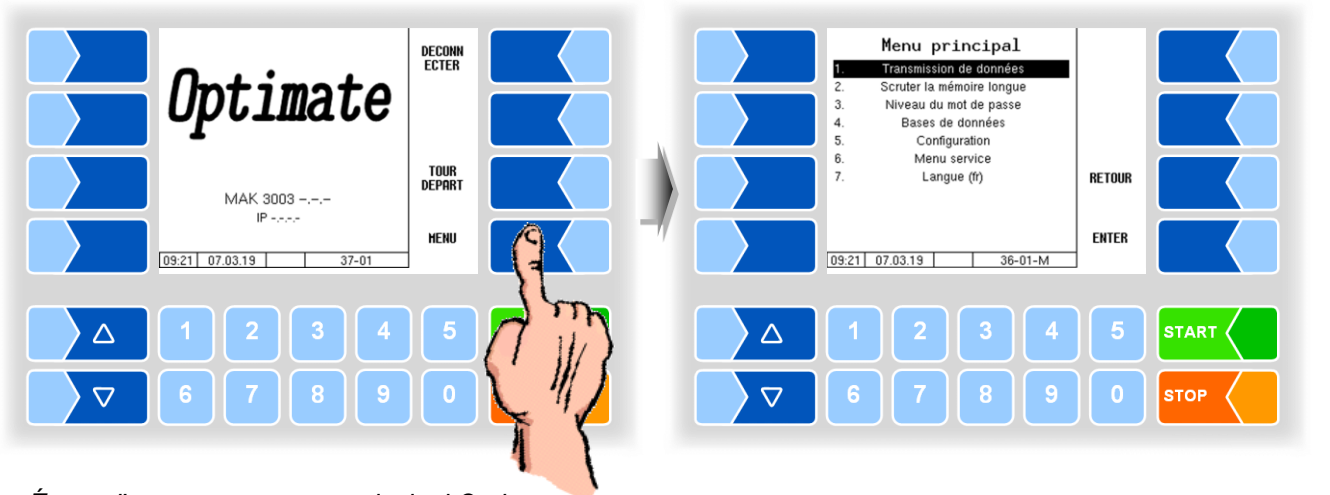 Optimate
MAK 3003 -.-.-
IP -.-.-.-
09:21 07.03.19 37-01
DECONN
ECTER
TOUR
DEPART
MENU
1 2 3 4 5
6 7 8 9 0
Menu principal
1. Transmission de données
2. Scruter la mémoire longue
3. Niveau du mot de passe
4. Bases de données
5. Configuration
6. Menu service
7. Langue (fr)
09:21 07.03.19 36-01-M
RETOUR
ENTER
1 2 3 4 5 START
6 7 8 9 0 STOP